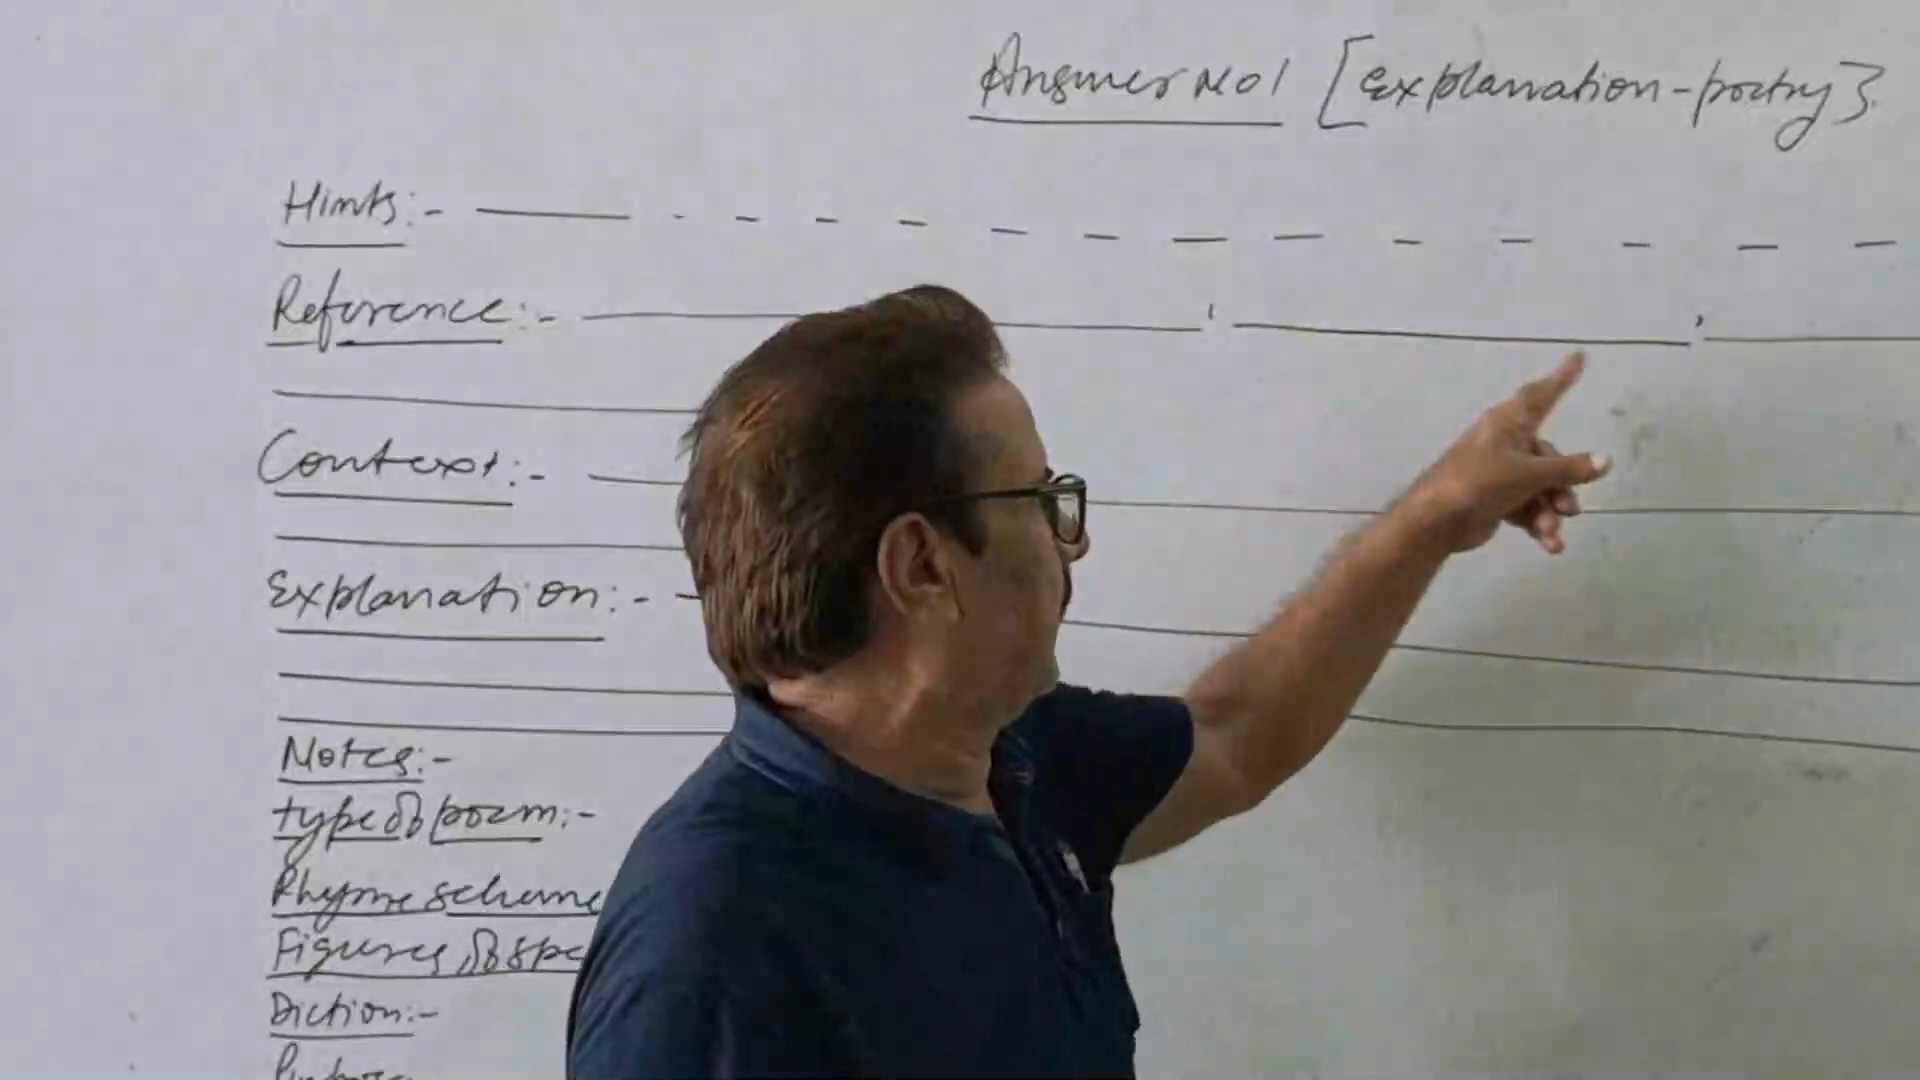 Answer No 1 [Explanation-poetry}
Hints:-
Reference:-
Context:-
Explanation:-
Notes:-
type of poem:-
Rhyme scheme
Figures of spe
Diction:-